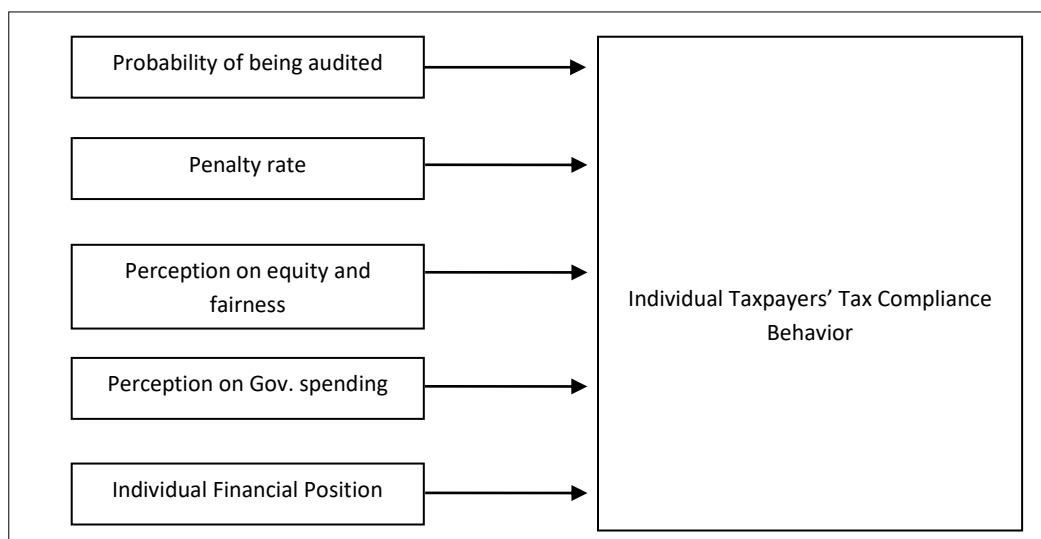 Probability of being audited
Penalty rate
Perception on equity and
fairness
Perception on Gov. spending
Individual Financial Position
Individual Taxpayers’ Tax Compliance
Behavior